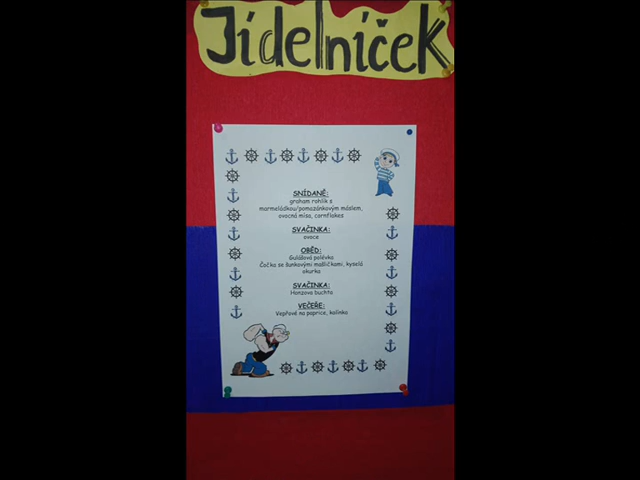 Jídelníček
SNÍDANĚ:
graham rohlík s
marmeládkou/pomazánkovým máslem,
ovocná mísa, cornflakes
SVAČINKA:
ovoce
OBĚD:
Gulášová polévka
Čočka se šunkovými mašličkami, kyselá
okurka
SVAČINKA:
Honzova buchta
VEČEŘE:
Vepřové na paprice, kolínka